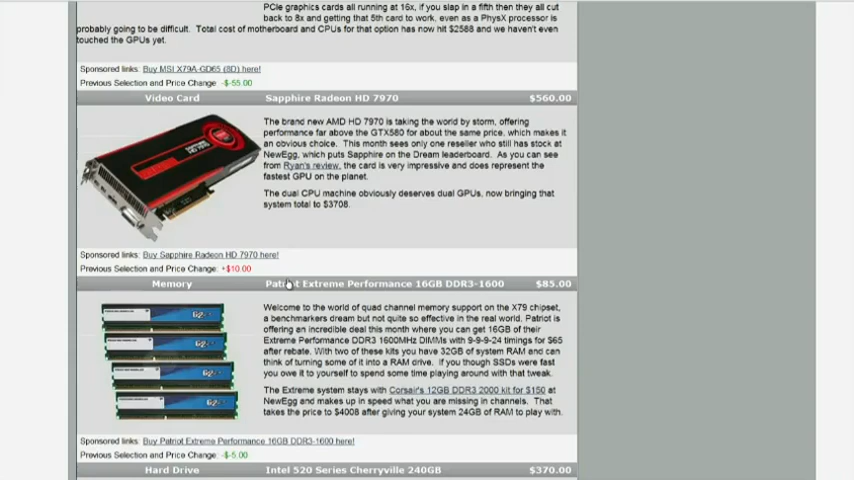 PCIe graphics cards all running at 16x, if you slap in a fifth then they all cut
back to 8x and getting that 5th card to work, even as a PhysX processor is
probably going to be difficult. Total cost of motherboard and CPUs for that option has now hit $2588 and we haven't even
touched the GPUs yet.
Sponsored links: Buy MSI X79A-GD65 (8D) here!
Previous Selection and Price Change: -$-55.00
Video Card Sapphire Radeon HD 7970 $560.00
The brand new AMD HD 7970 is taking the world by storm, offering
performance far above the GTX580 for about the same price, which makes it
an obvious choice. This month sees only one reseller who still has stock at
NewEgg, which puts Sapphire on the Dream leaderboard. As you can see
from Ryan's review, the card is very impressive and does represent the
fastest GPU on the planet.
The dual CPU machine obviously deserves dual GPUs, now bringing that
system total to $3708.
Sponsored links: Buy Sapphire Radeon HD 7970 here!
Previous Selection and Price Change: +$10.00
Memory Patriot Extreme Performance 16GB DDR3-1600 $85.00
Welcome to the world of quad channel memory support on the X79 chipset,
a benchmarkers dream but not quite so effective in the real world. Patriot is
offering an incredible deal this month where you can get 16GB of their
Extreme Performance DDR3 1600MHz DIMMs with 9-9-9-24 timings for $65
after rebate. With two of these kits you have 32GB of system RAM and can
think of turning some of it into a RAM drive. If you though SSDs were fast
you owe it to yourself to spend some time playing around with that tweak.
The Extreme system stays with Corsair's 12GB DDR3 2000 kit for $150 at
NewEgg and makes up in speed what you are missing in channels. That
takes the price to $4008 after giving your system 24GB of RAM to play with.
Sponsored links: Buy Patriot Extreme Performance 16GB DDR3-1600 here!
Previous Selection and Price Change: -$-5.00
Hard Drive Intel 520 Series Cherryville 240GB $370.00